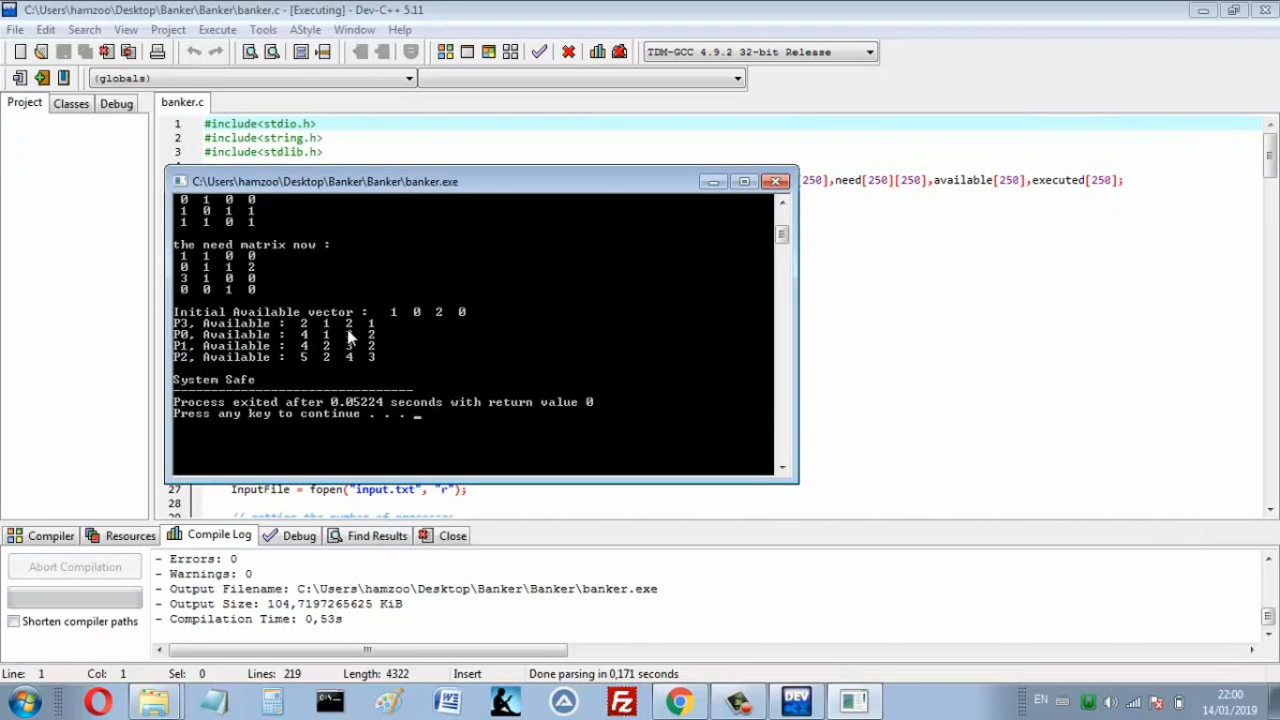 C:\Users\hamzoo\Desktop\Banker\Banker\banker.c - [Executing] - Dev-C++ 5.11
File Edit Search View Project Execute Tools AStyle Window Help
TDM-GCC 4.9.2 32-bit Release
(globals)
Project Classes Debug banker.c
1 #include<stdio.h>
2 #include<string.h>
3 #include<stdlib.h>
[250],need[250][250],available[250],executed[250];
C:\Users\hamzoo\Desktop\Banker\Banker\banker.exe
0 1 0 0
1 0 1 1
1 1 0 1
the need matrix now :
1 1 0 0
0 1 1 2
3 1 0 0
0 0 1 0
Initial Available vector : 1 0 2 0
P3, Available : 2 1 2 1
P0, Available : 4 1 2
P1, Available : 4 2 3 2
P2, Available : 5 2 4 3
System Safe
--------------------------------
Process exited after 0.05224 seconds with return value 0
Press any key to continue . . . _
27 InputFile = fopen("input.txt", "r");
28
Compiler Resources Compile Log Debug Find Results Close
Abort Compilation
Shorten compiler paths
- Errors: 0
- Warnings: 0
- Output Filename: C:\Users\hamzoo\Desktop\Banker\Banker\banker.exe
- Output Size: 104,7197265625 KiB
- Compilation Time: 0,53s
Line: 1 Col: 1 Sel: 0 Lines: 219 Length: 4322 Insert Done parsing in 0,171 seconds
DEV
EN
22:00
14/01/2019